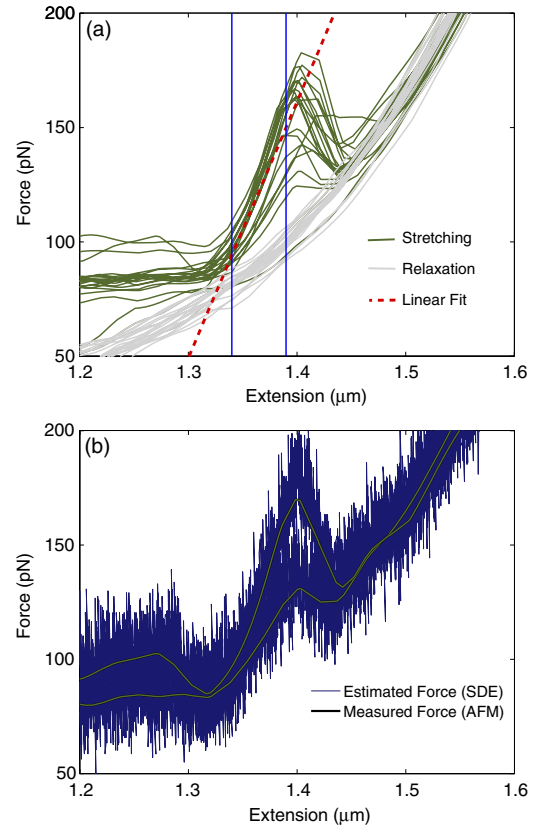 (a)
200
150
100
50
Force (pN)
Stretching
Relaxation
Linear Fit
1.2 1.3 1.4 1.5 1.6
Extension (μm)
(b)
200
150
100
50
Force (pN)
Estimated Force (SDE)
Measured Force (AFM)
1.2 1.3 1.4 1.5 1.6
Extension (μm)